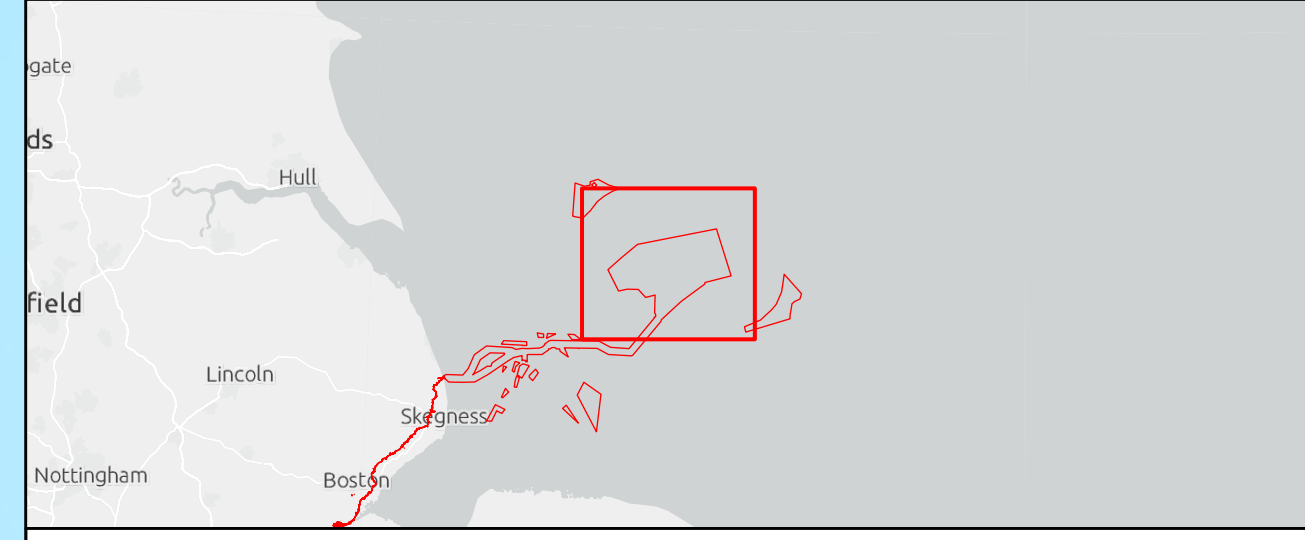 gate
ds
Hull
field
Lincoln
Skegness
Nottingham
Boston